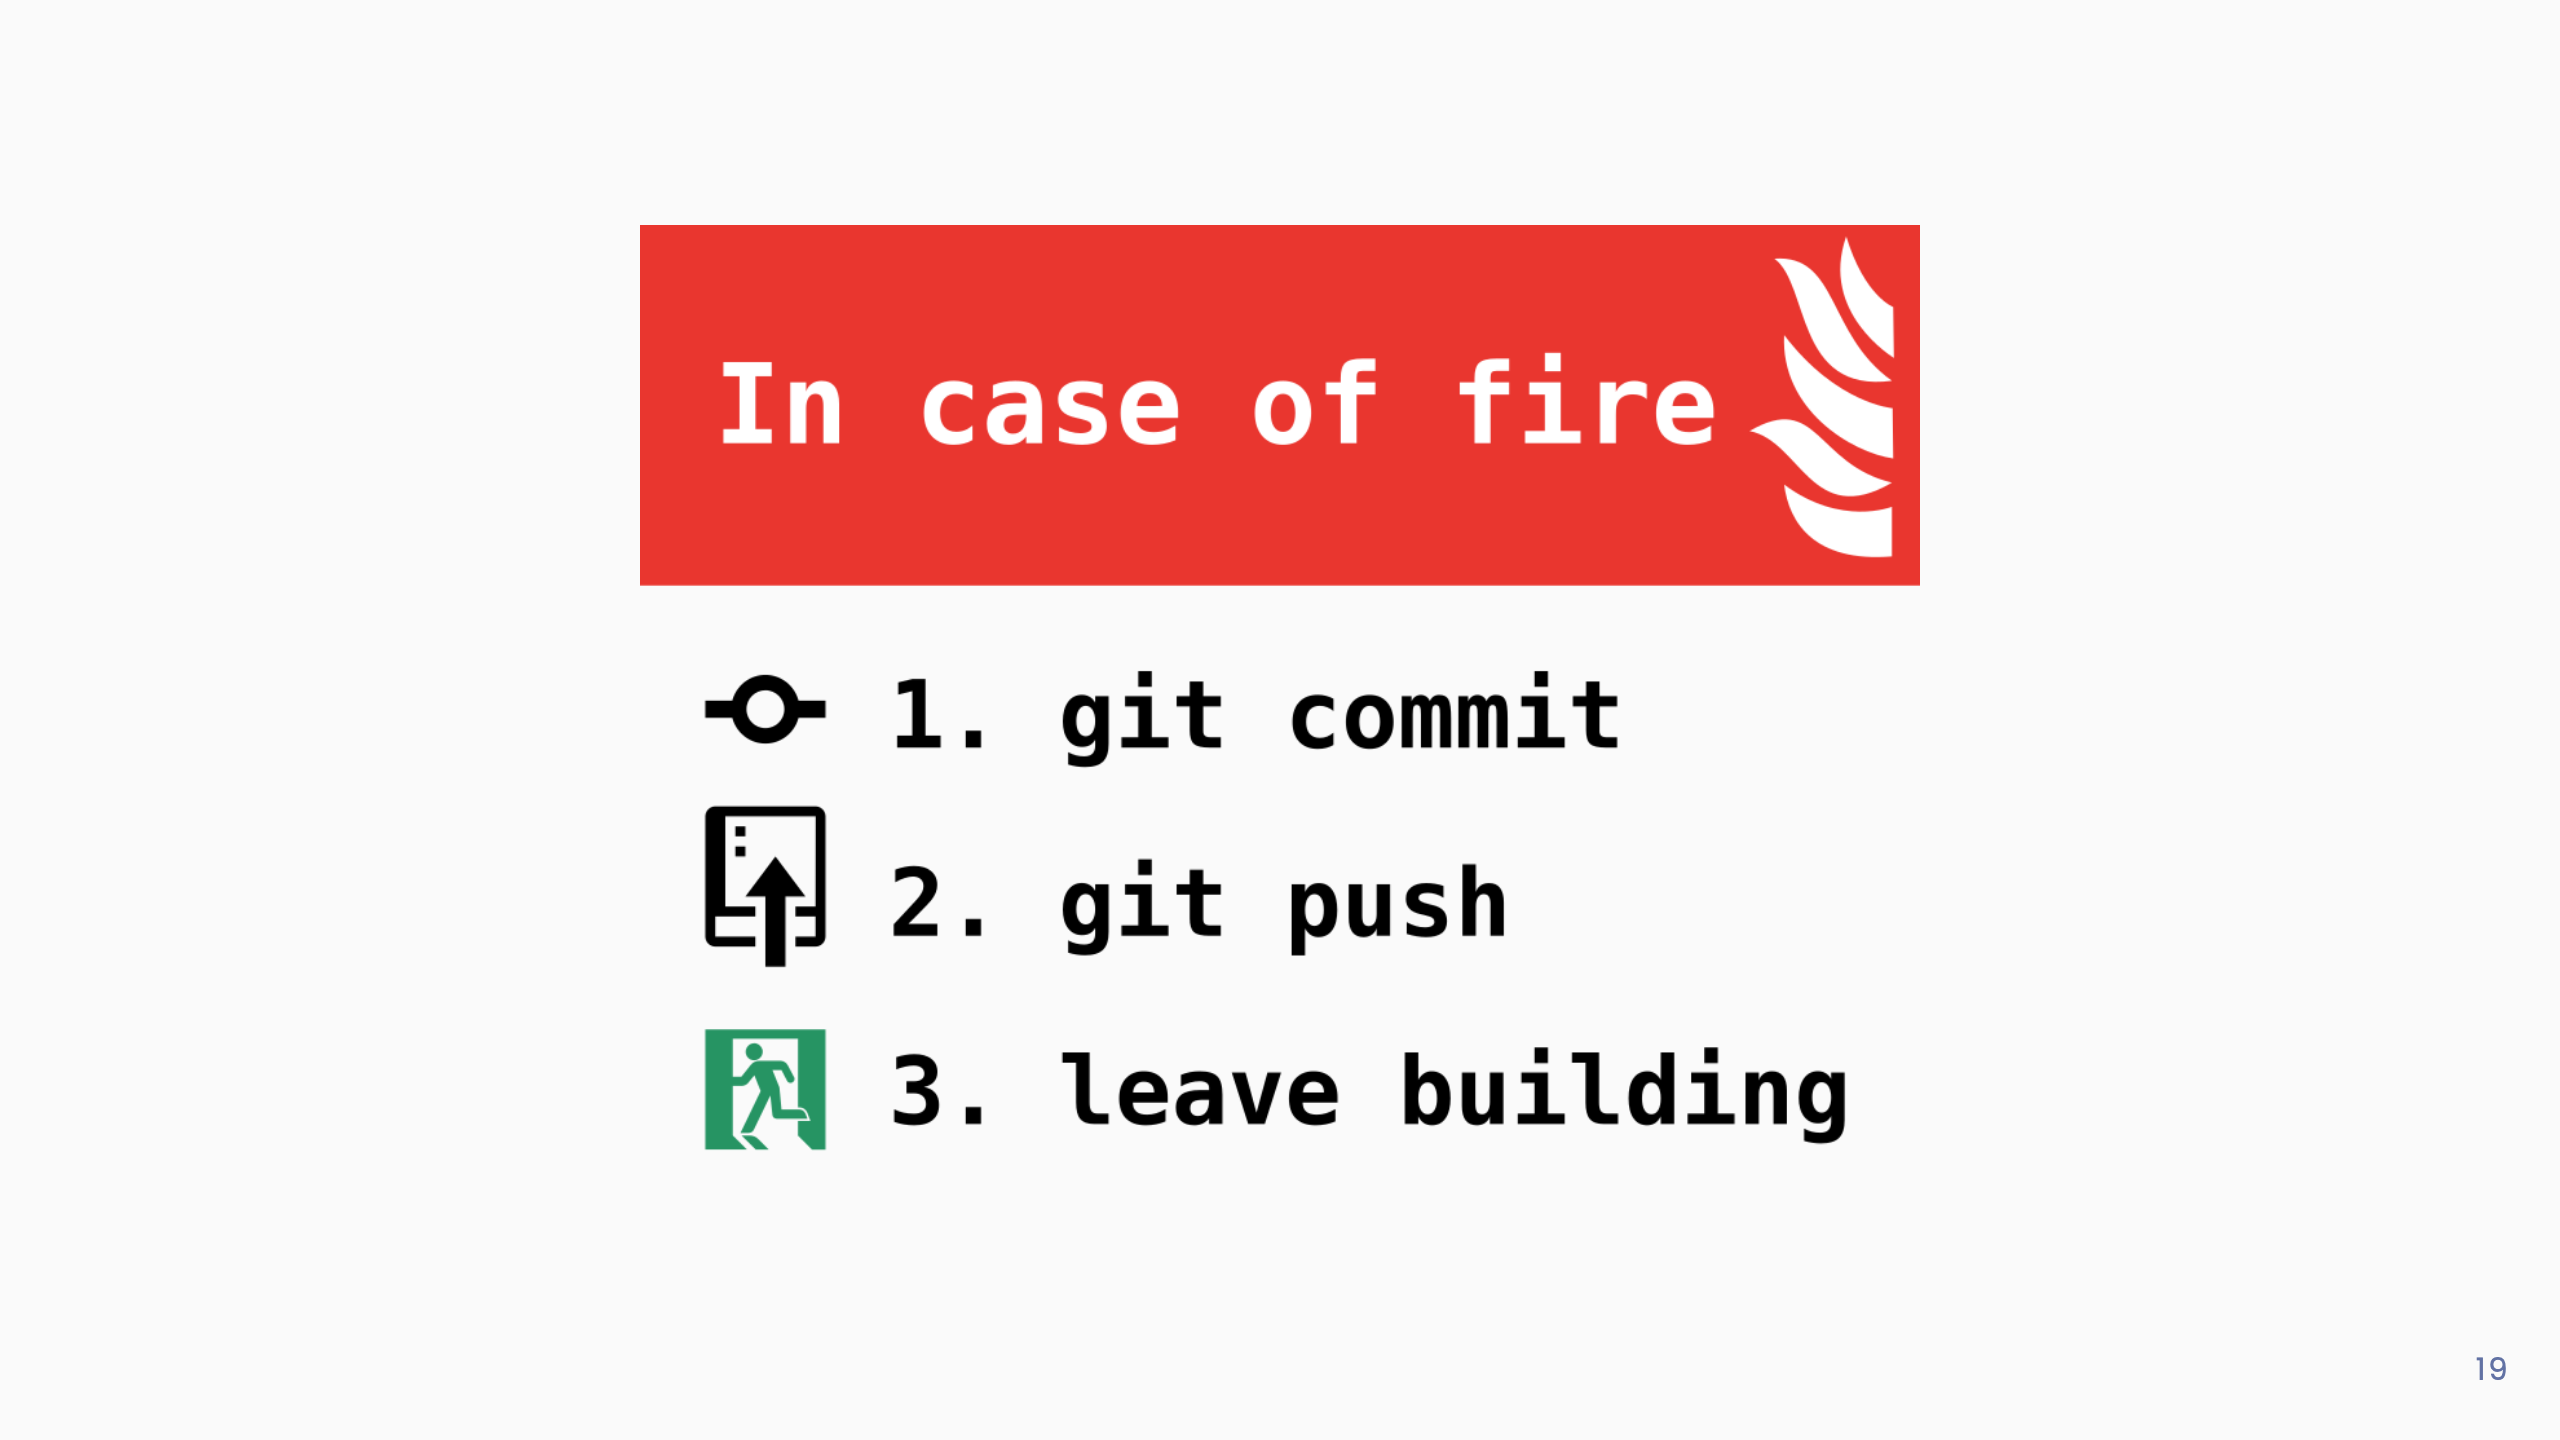 In case of fire
1. git commit
2. git push
3. leave building
19